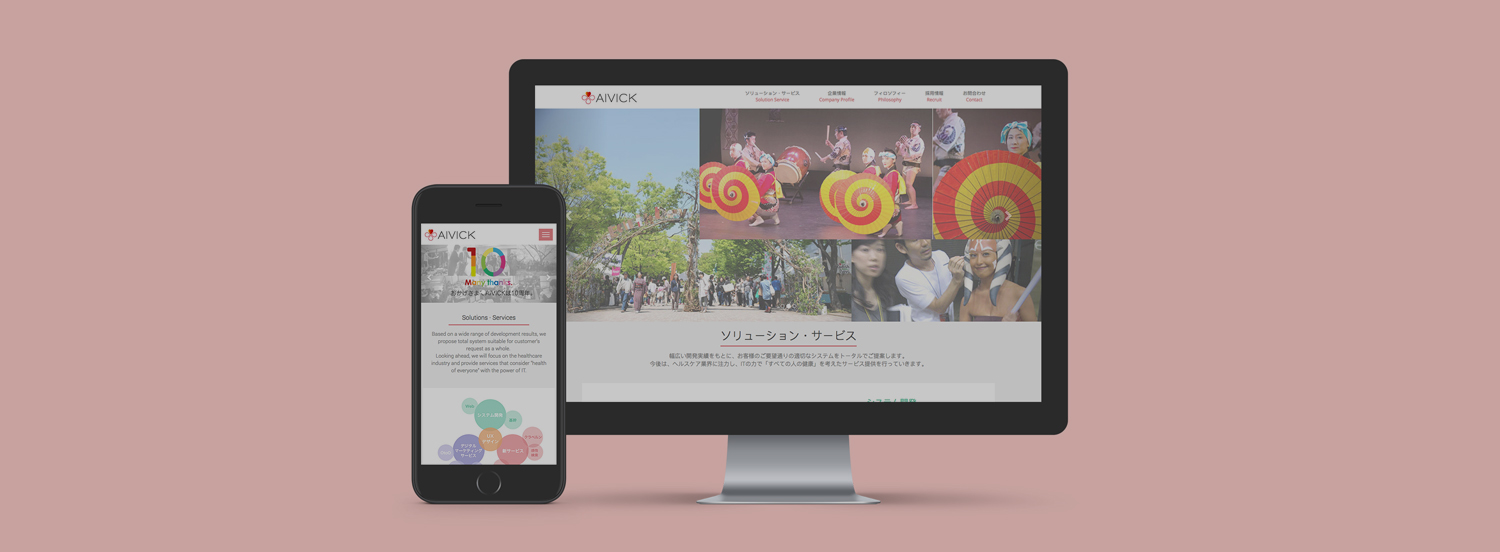 AIVICK
ソリューション・サービス
Solution Service
企業情報
Company Profile
フィロソフィー
Philosophy
採用情報
Recruit
お問合わせ
Contact
ソリューション・サービス
幅広い開発実績をもとに、お客様のご要望通りの適切なシステムをトータルでご提案します。
今後は、ヘルスケア業界に注力し、ITの力で「すべての人の健康」を考えたサービス提供を行っていきます。
システム開発
AIVICK
10
Many thanks.
おかげさまでAIVICKは10周年。
Solutions · Services
Based on a wide range of development results, we
propose total system suitable for customer's
request as a whole.
Looking ahead, we will focus on the healthcare
industry and provide services that consider "health
of everyone" with the power of IT.
システム開発
UX
デザイン
デジタル
マーケティング
サービス
新サービス